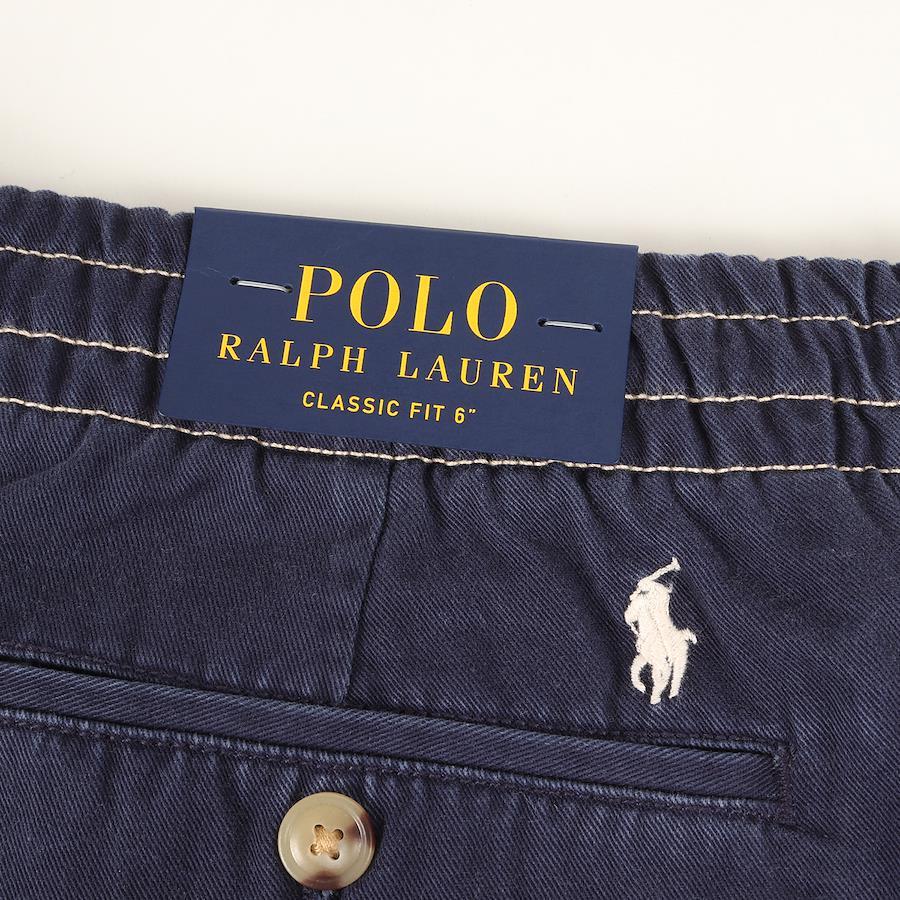 POLO
RALPH LAUREN
CLASSIC FIT 6”